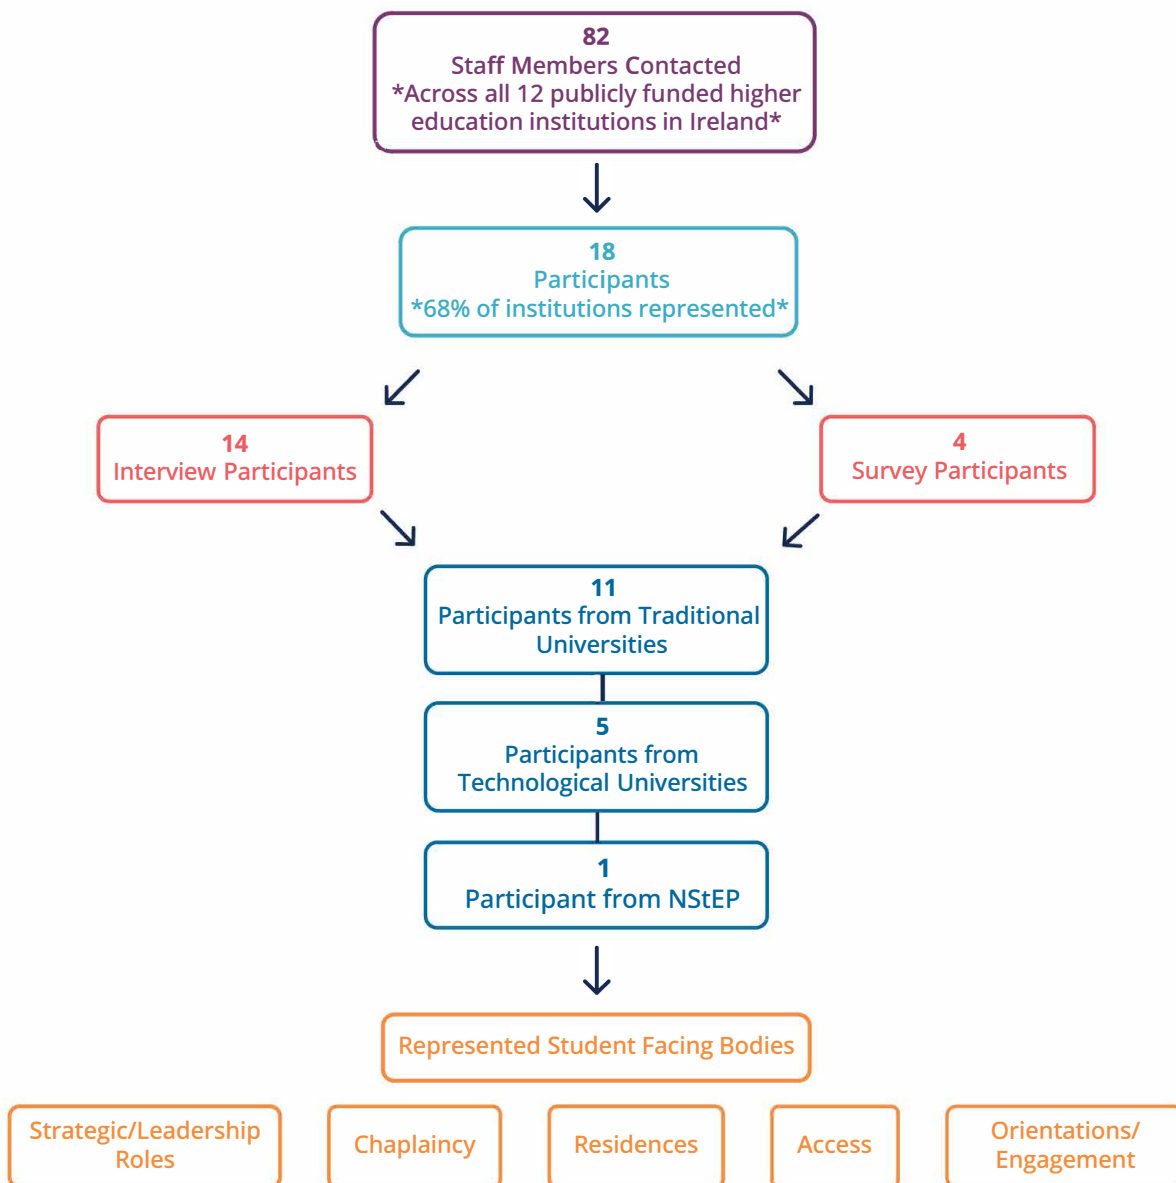 82
Staff Members Contacted
*Across all 12 publicly funded higher
education institutions in Ireland*
18
Participants
*68% of institutions represented*
14
Interview Participants
4
Survey Participants
11
Participants from Traditional
Universities
5
Participants from
Technological Universities
1
Participant from NStEP
Represented Student Facing Bodies
Strategic/Leadership
Roles
Chaplaincy
Residences
Access
Orientations/
Engagement